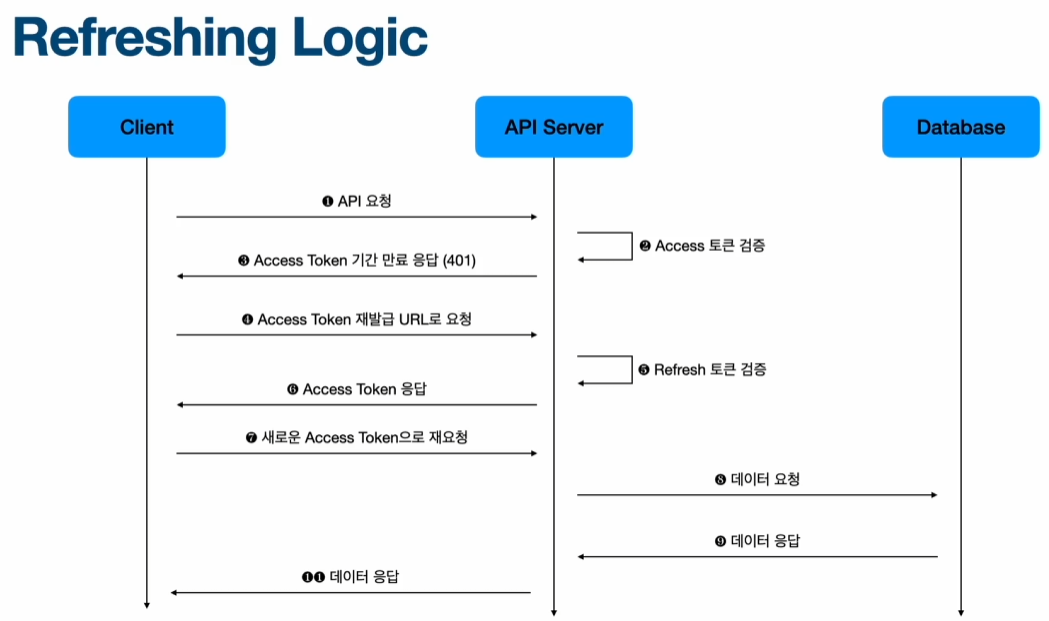 Refreshing Logic
Client
API Server
Database
❶ API 요청
❷ Access 토큰 검증
❸ Access Token 기간 만료 응답 (401)
❹ Access Token 재발급 URL로 요청
❺ Refresh 토큰 검증
❻ Access Token 응답
❼ 새로운 Access Token으로 재요청
❽ 데이터 요청
❾ 데이터 응답
❶❶ 데이터 응답